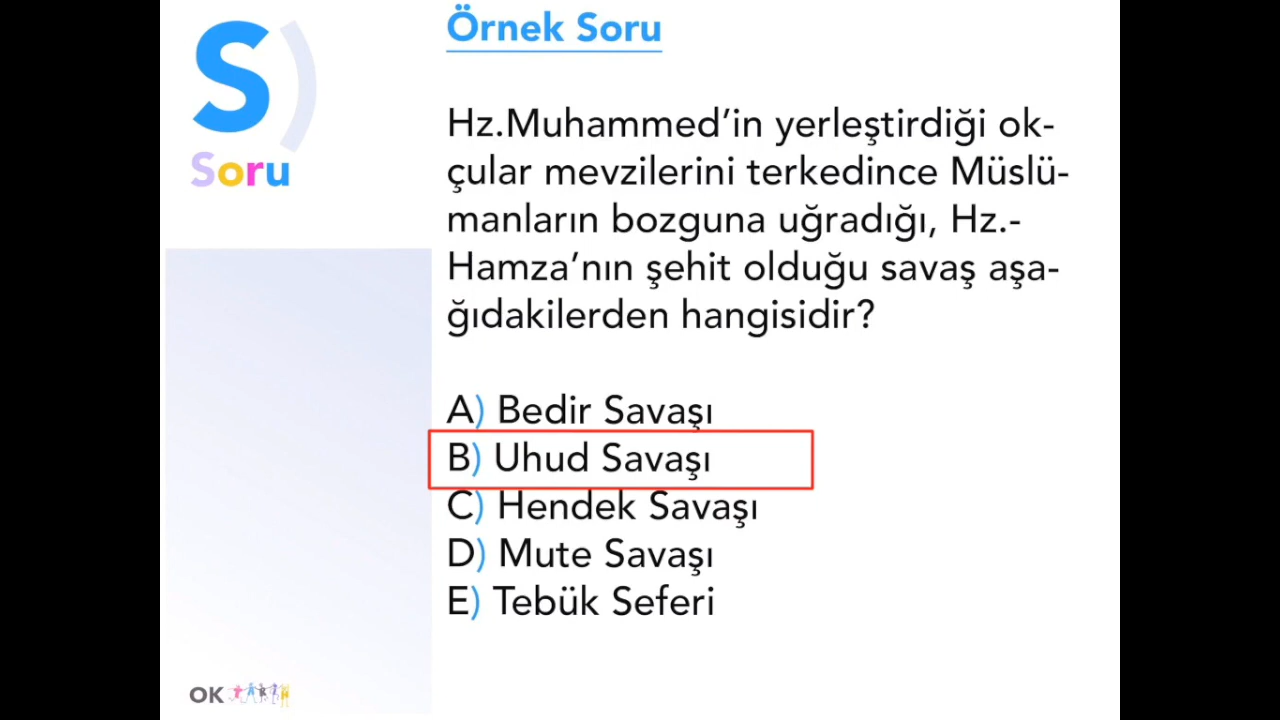 S)
Soru
Örnek Soru
Hz.Muhammed’in yerleştirdiği ok-
çular mevzilerini terkedince Müslü-
manların bozguna uğradığı, Hz.-
Hamza’nın şehit olduğu savaş aşa-
ğıdakilerden hangisidir?
A) Bedir Savaşı
B) Uhud Savaşı
C) Hendek Savaşı
D) Mute Savaşı
E) Tebük Seferi
OK TARİH